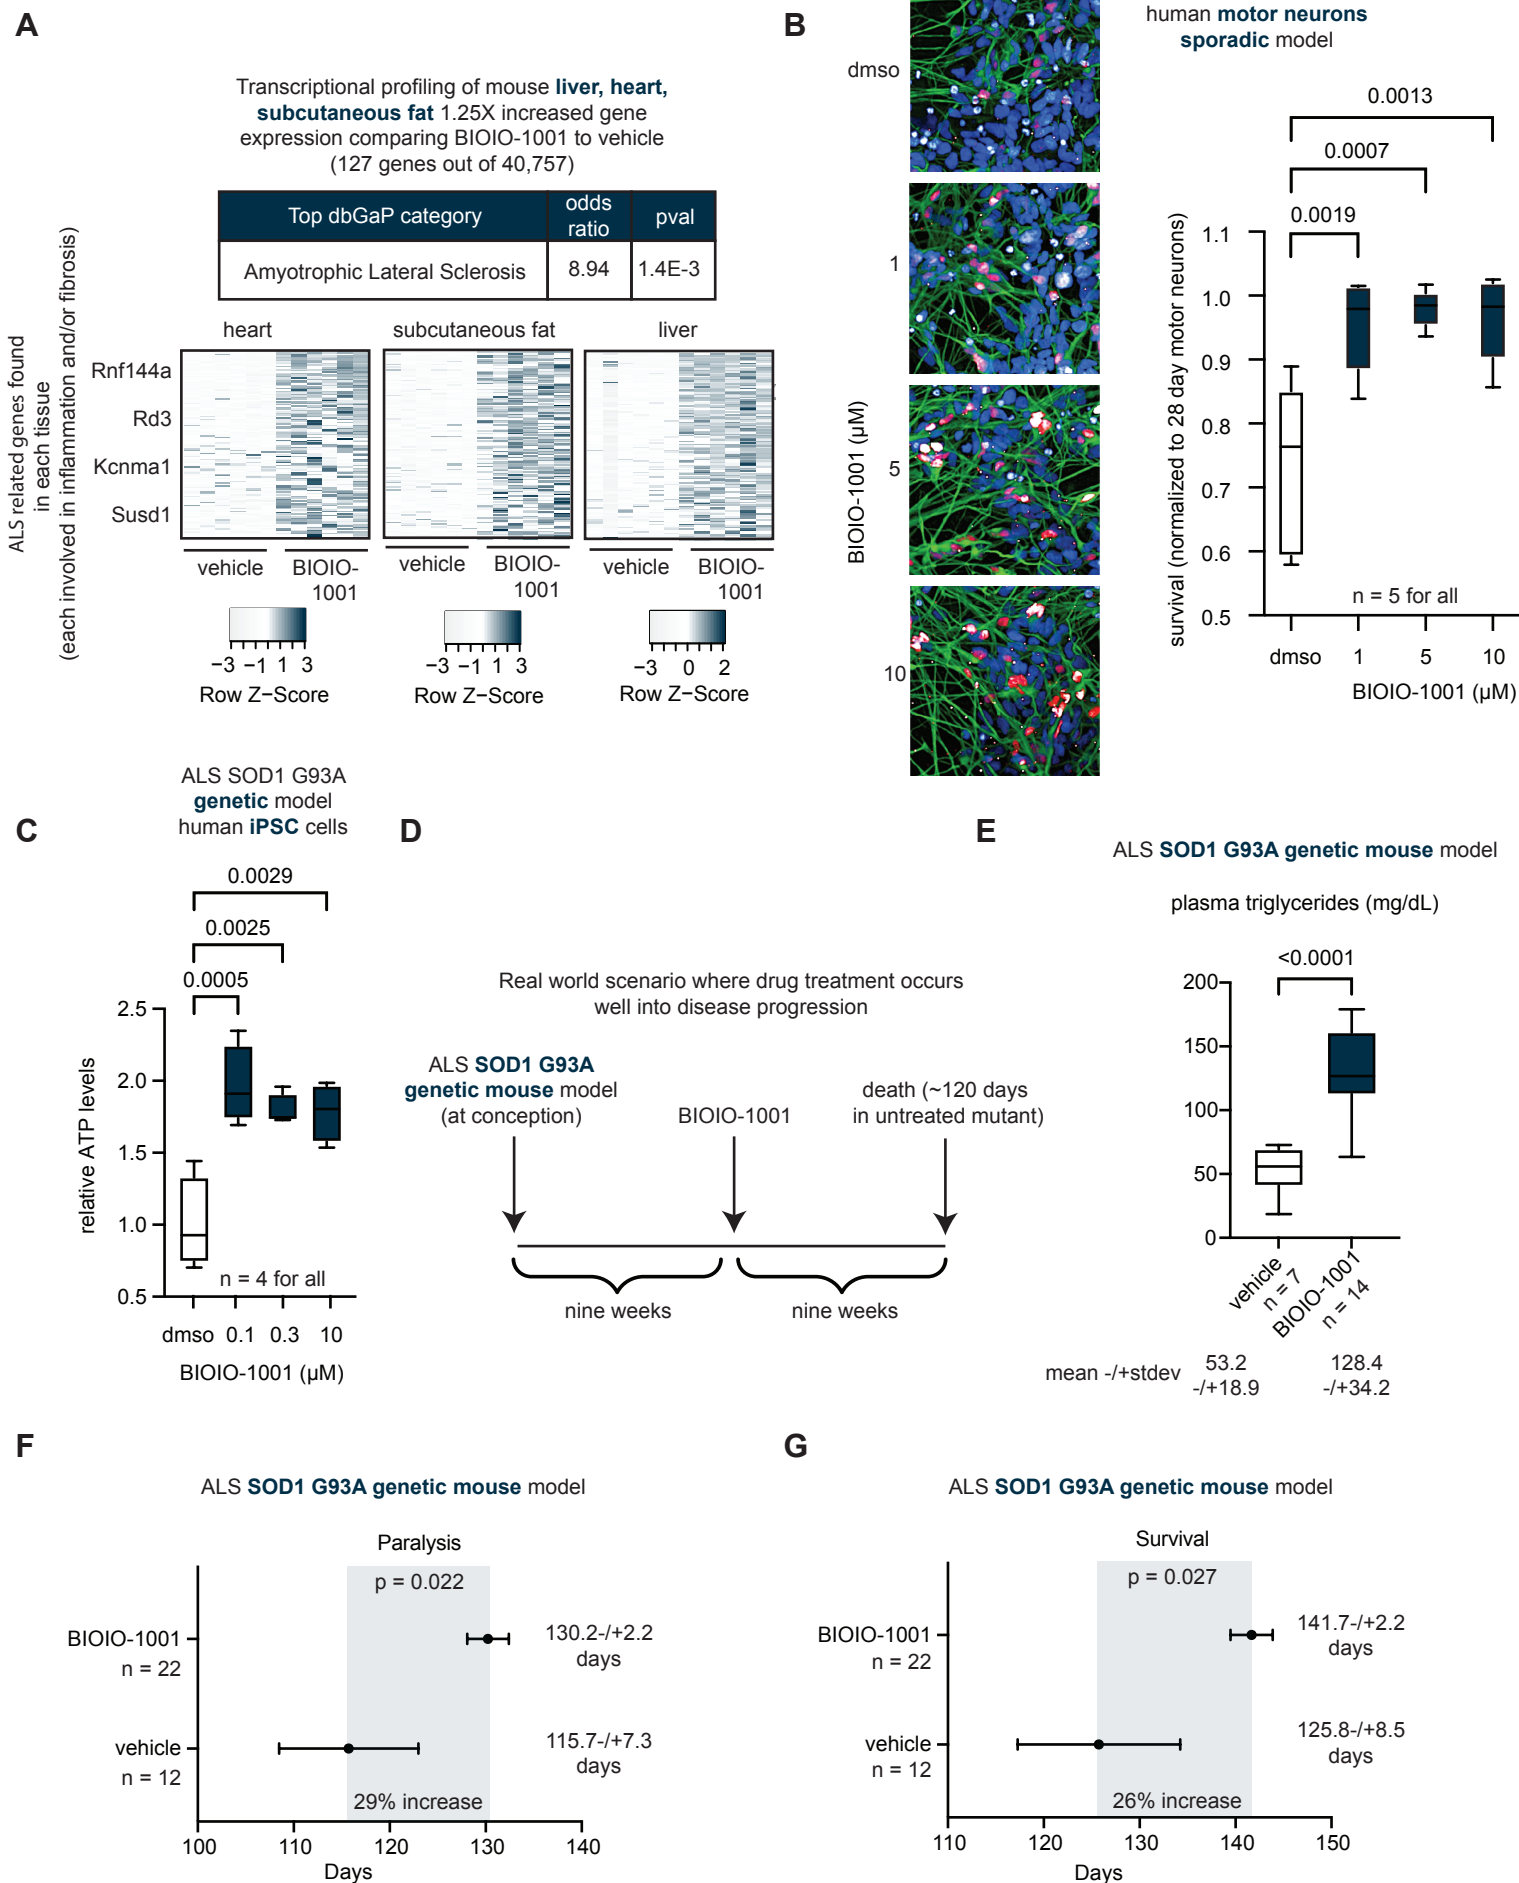 A
Transcriptional profiling of mouse liver, heart,
subcutaneous fat 1.25X increased gene
expression comparing BIOIO-1001 to vehicle
(127 genes out of 40,757)
Top dbGaP category
odds
ratio
pval
Amyotrophic Lateral Sclerosis
8.94
1.4E-3
ALS related genes found
in each tissue
(each involved in inflammation and/or fibrosis)
heart
subcutaneous fat
liver
Rnf144a
Rd3
Kcnma1
Susd1
vehicle
BIOIO-
1001
vehicle
BIOIO-
1001
vehicle
BIOIO-
1001
−3 −1 1 3
Row Z−Score
−3 −1 1 3
Row Z−Score
−3 0 2
Row Z−Score
B
dmso
1
5
10
BIOIO-1001 (µM)
human motor neurons
sporadic model
0.0013
0.0007
0.0019
survival (normalized to 28 day motor neurons)
1.1
1.0
0.9
0.8
0.7
0.6
0.5
n = 5 for all
dmso 1 5 10
BIOIO-1001 (µM)
C
ALS SOD1 G93A
genetic model
human iPSC cells
0.0029
0.0025
0.0005
relative ATP levels
2.5
2.0
1.5
1.0
0.5
n = 4 for all
dmso 0.1 0.3 10
BIOIO-1001 (µM)
D
Real world scenario where drug treatment occurs
well into disease progression
ALS SOD1 G93A
genetic mouse model
(at conception)
BIOIO-1001
death (~120 days
in untreated mutant)
nine weeks
nine weeks
E
ALS SOD1 G93A genetic mouse model
plasma triglycerides (mg/dL)
<0.0001
200
150
100
50
0
vehicle
n = 7
BIOIO-1001
n = 14
mean -/+stdev
53.2
-/+18.9
128.4
-/+34.2
F
ALS SOD1 G93A genetic mouse model
Paralysis
p = 0.022
BIOIO-1001
n = 22
130.2-/+2.2
days
vehicle
n = 12
115.7-/+7.3
days
29% increase
100 110 120 130 140
Days
G
ALS SOD1 G93A genetic mouse model
Survival
p = 0.027
BIOIO-1001
n = 22
141.7-/+2.2
days
vehicle
n = 12
125.8-/+8.5
days
26% increase
110 120 130 140 150
Days